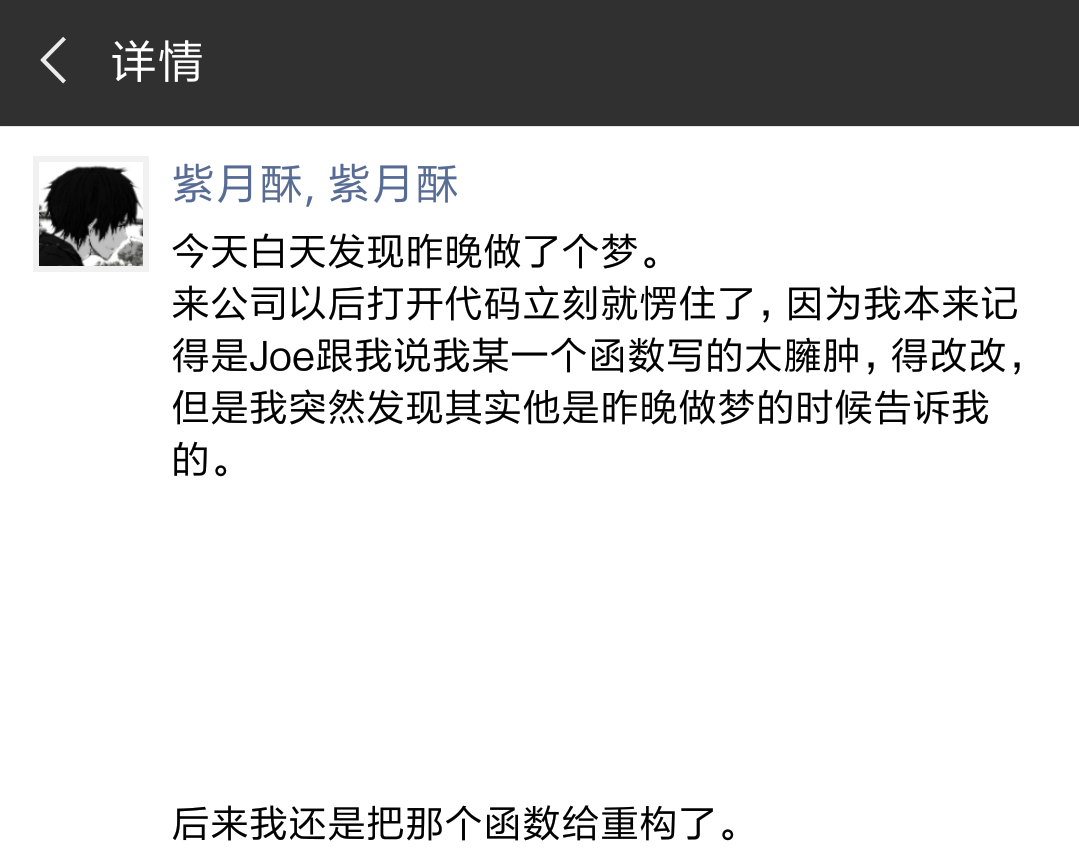 详情
紫月酥, 紫月酥
今天白天发现昨晚做了个梦。
来公司以后打开代码立刻就愣住了，因为我本来记
得是Joe跟我说我某一个函数写的太臃肿，得改改，
但是我突然发现其实他是昨晚做梦的时候告诉我
的。
后来我还是把那个函数给重构了。